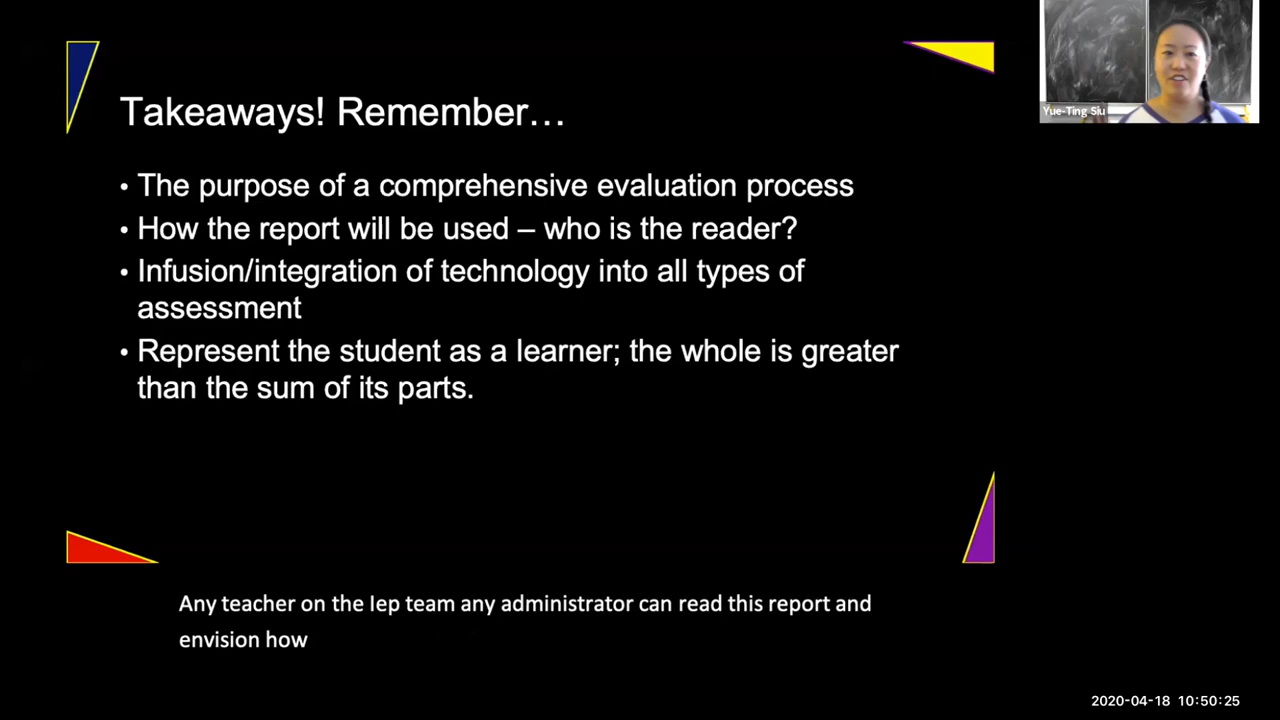 Yue-Ting Siu
Takeaways! Remember…
• The purpose of a comprehensive evaluation process
• How the report will be used – who is the reader?
• Infusion/integration of technology into all types of
assessment
• Represent the student as a learner; the whole is greater
than the sum of its parts.
Any teacher on the Iep team any administrator can read this report and
envision how
2020-04-18 10:50:25